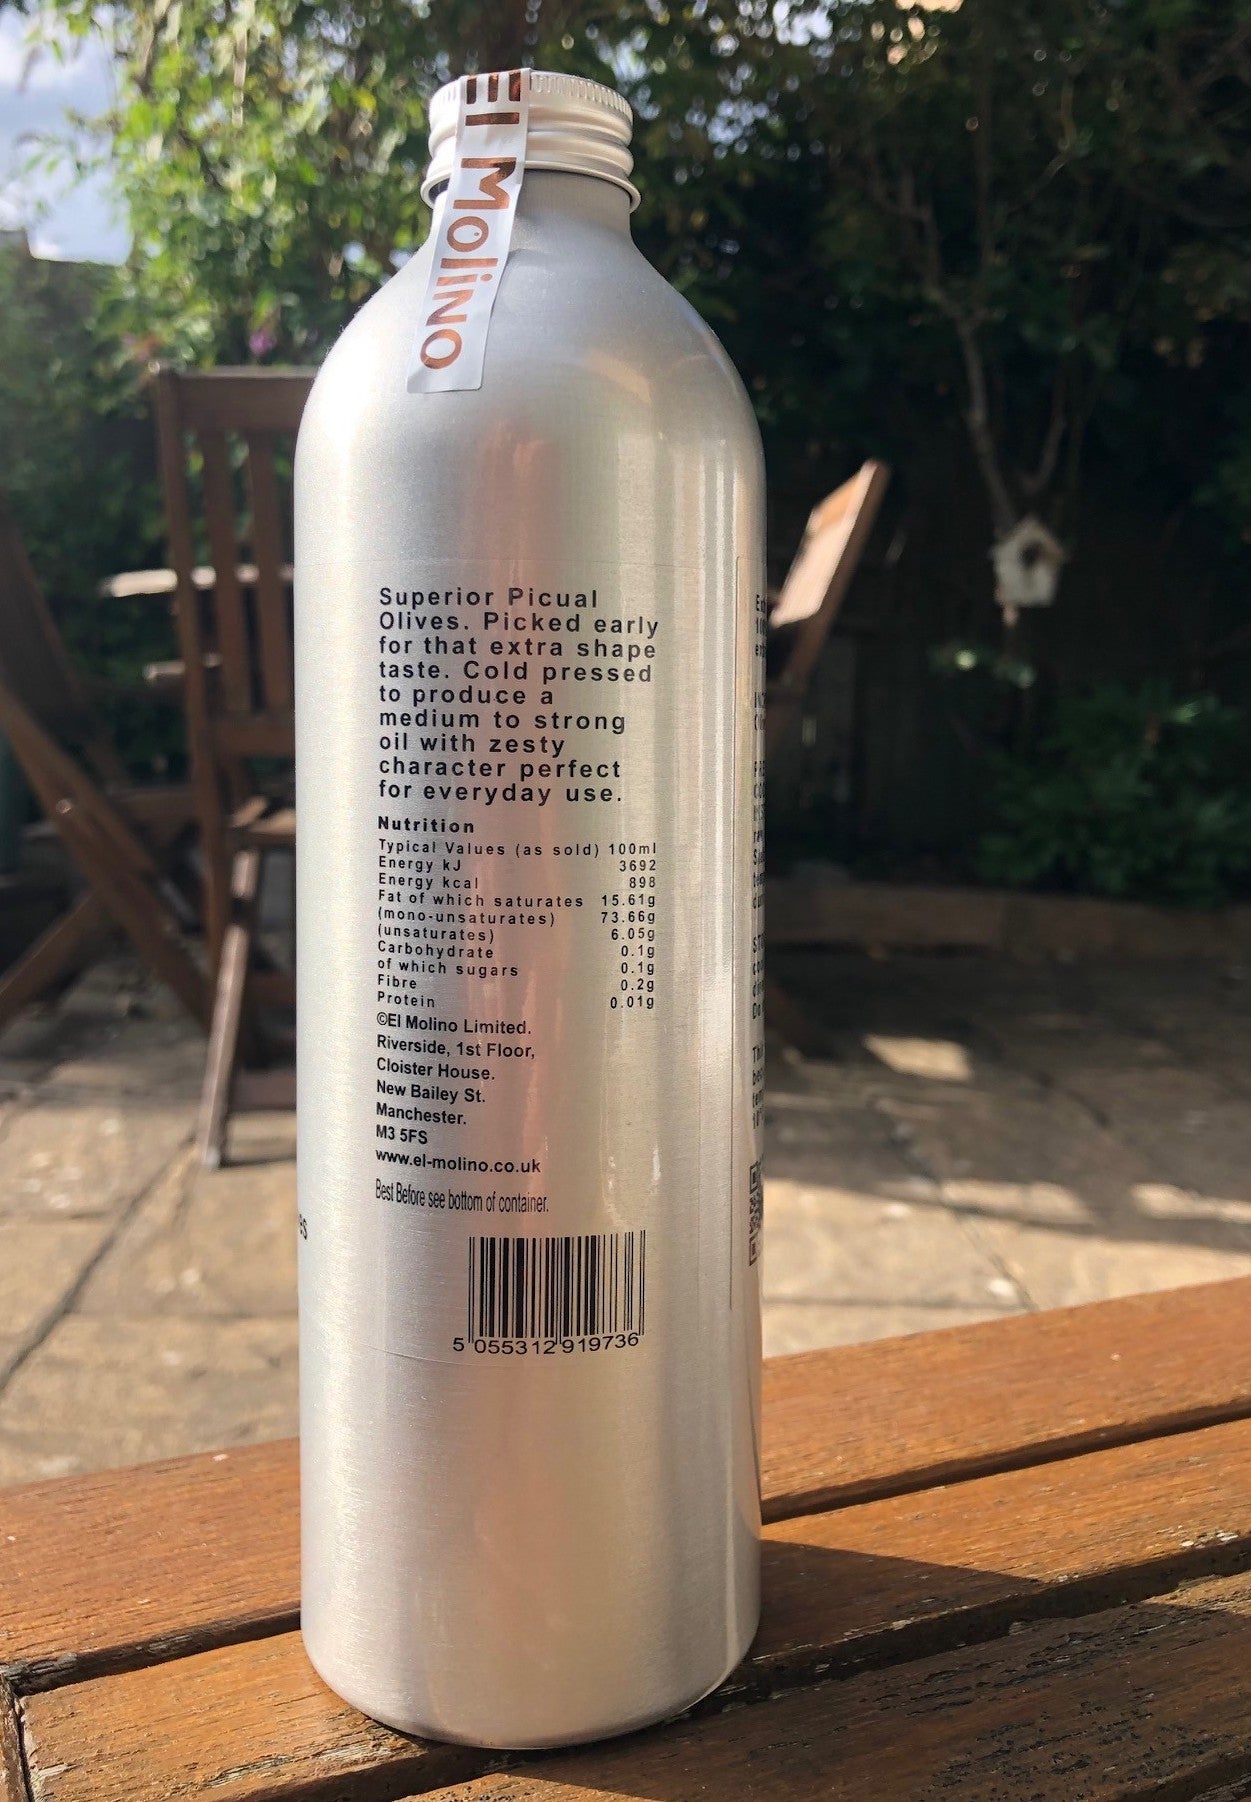 El Molino
Superior Picual
Olives. Picked early
for that extra shape
taste. Cold pressed
to produce a
medium to strong
oil with zesty
character perfect
for everyday use.
Nutrition
Typical Values (as sold) 100ml
Energy kJ 3692
Energy kcal 898
Fat of which saturates 15.61g
(mono-unsaturates) 73.66g
(unsaturates) 6.05g
Carbohydrate 0.1g
of which sugars 0.1g
Fibre 0.2g
Protein 0.01g
©El Molino Limited.
Riverside, 1st Floor,
Cloister House.
New Bailey St.
Manchester.
M3 5FS
www.el-molino.co.uk
Best Before see bottom of container.
5 055312 919736